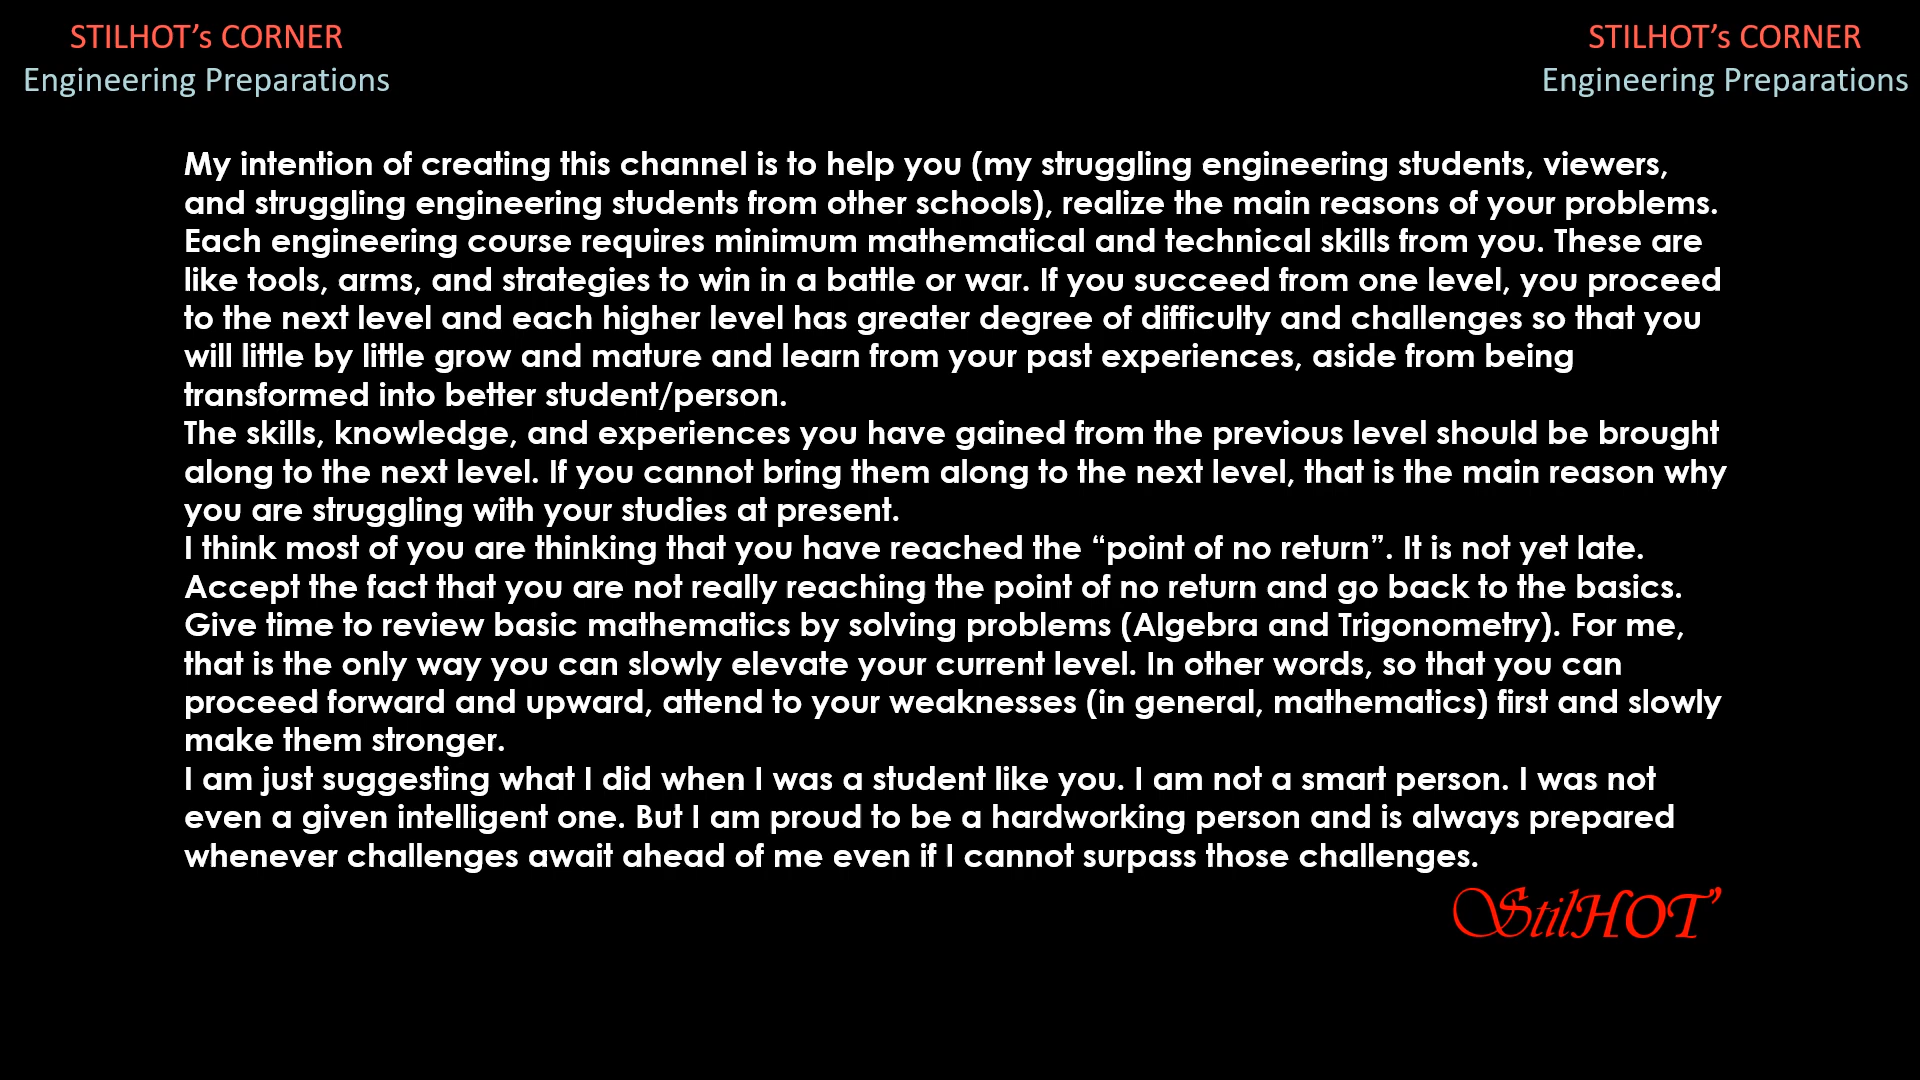 STILHOT’s CORNER
Engineering Preparations
STILHOT’s CORNER
Engineering Preparations
My intention of creating this channel is to help you (my struggling engineering students, viewers,
and struggling engineering students from other schools), realize the main reasons of your problems.
Each engineering course requires minimum mathematical and technical skills from you. These are
like tools, arms, and strategies to win in a battle or war. If you succeed from one level, you proceed
to the next level and each higher level has greater degree of difficulty and challenges so that you
will little by little grow and mature and learn from your past experiences, aside from being
transformed into better student/person.
The skills, knowledge, and experiences you have gained from the previous level should be brought
along to the next level. If you cannot bring them along to the next level, that is the main reason why
you are struggling with your studies at present.
I think most of you are thinking that you have reached the “point of no return”. It is not yet late.
Accept the fact that you are not really reaching the point of no return and go back to the basics.
Give time to review basic mathematics by solving problems (Algebra and Trigonometry). For me,
that is the only way you can slowly elevate your current level. In other words, so that you can
proceed forward and upward, attend to your weaknesses (in general, mathematics) first and slowly
make them stronger.
I am just suggesting what I did when I was a student like you. I am not a smart person. I was not
even a given intelligent one. But I am proud to be a hardworking person and is always prepared
whenever challenges await ahead of me even if I cannot surpass those challenges.
StilHOT’